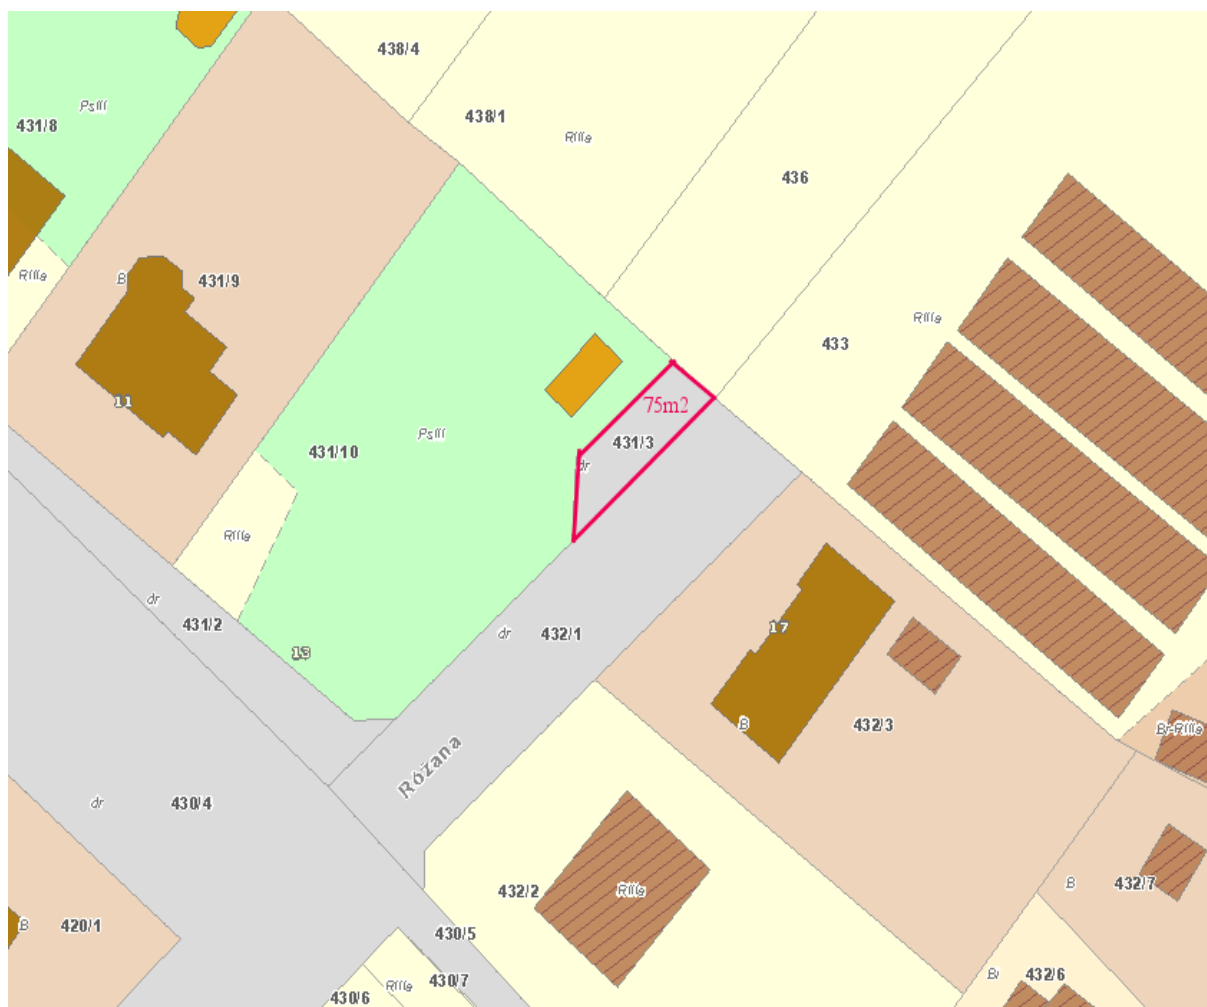 438/4
PsIII
431/8
438/1
RIIIa
436
RIIIa
B
431/9
RIIIa
433
11
75m2
431/10
PsIII
431/3
dr
RIIIa
dr
431/2
dr
432/1
17
13
B
432/3
Br-RIIIa
Różana
dr
430/4
432/2
RIIIa
B
432/7
B
420/1
430/5
RIIIa
430/7
Br
432/6
430/6